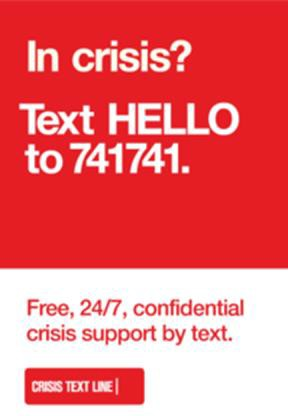 In crisis?
Text HELLO
to 741741.
Free, 24/7, confidential
crisis support by text.
CRISIS TEXT LINE|